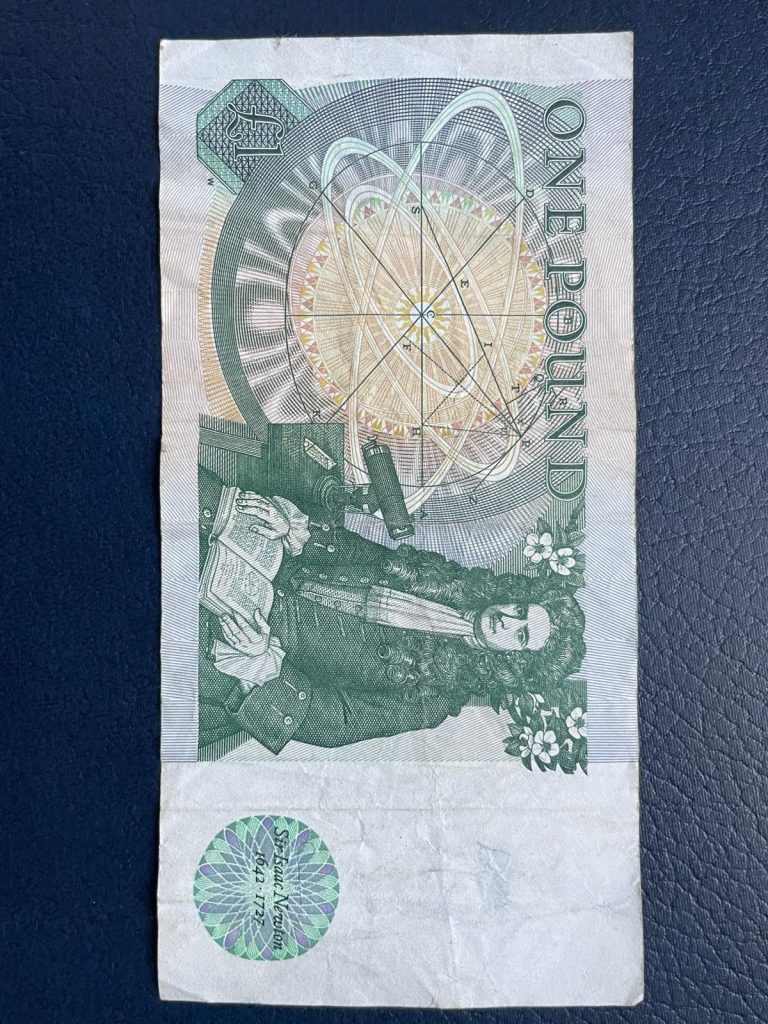 ONE POUND
£1
W
D
B
Q
R
S
E
I
T
P
C
F
H
Z
G
K
A
Sir Isaac Newton
1642-1727